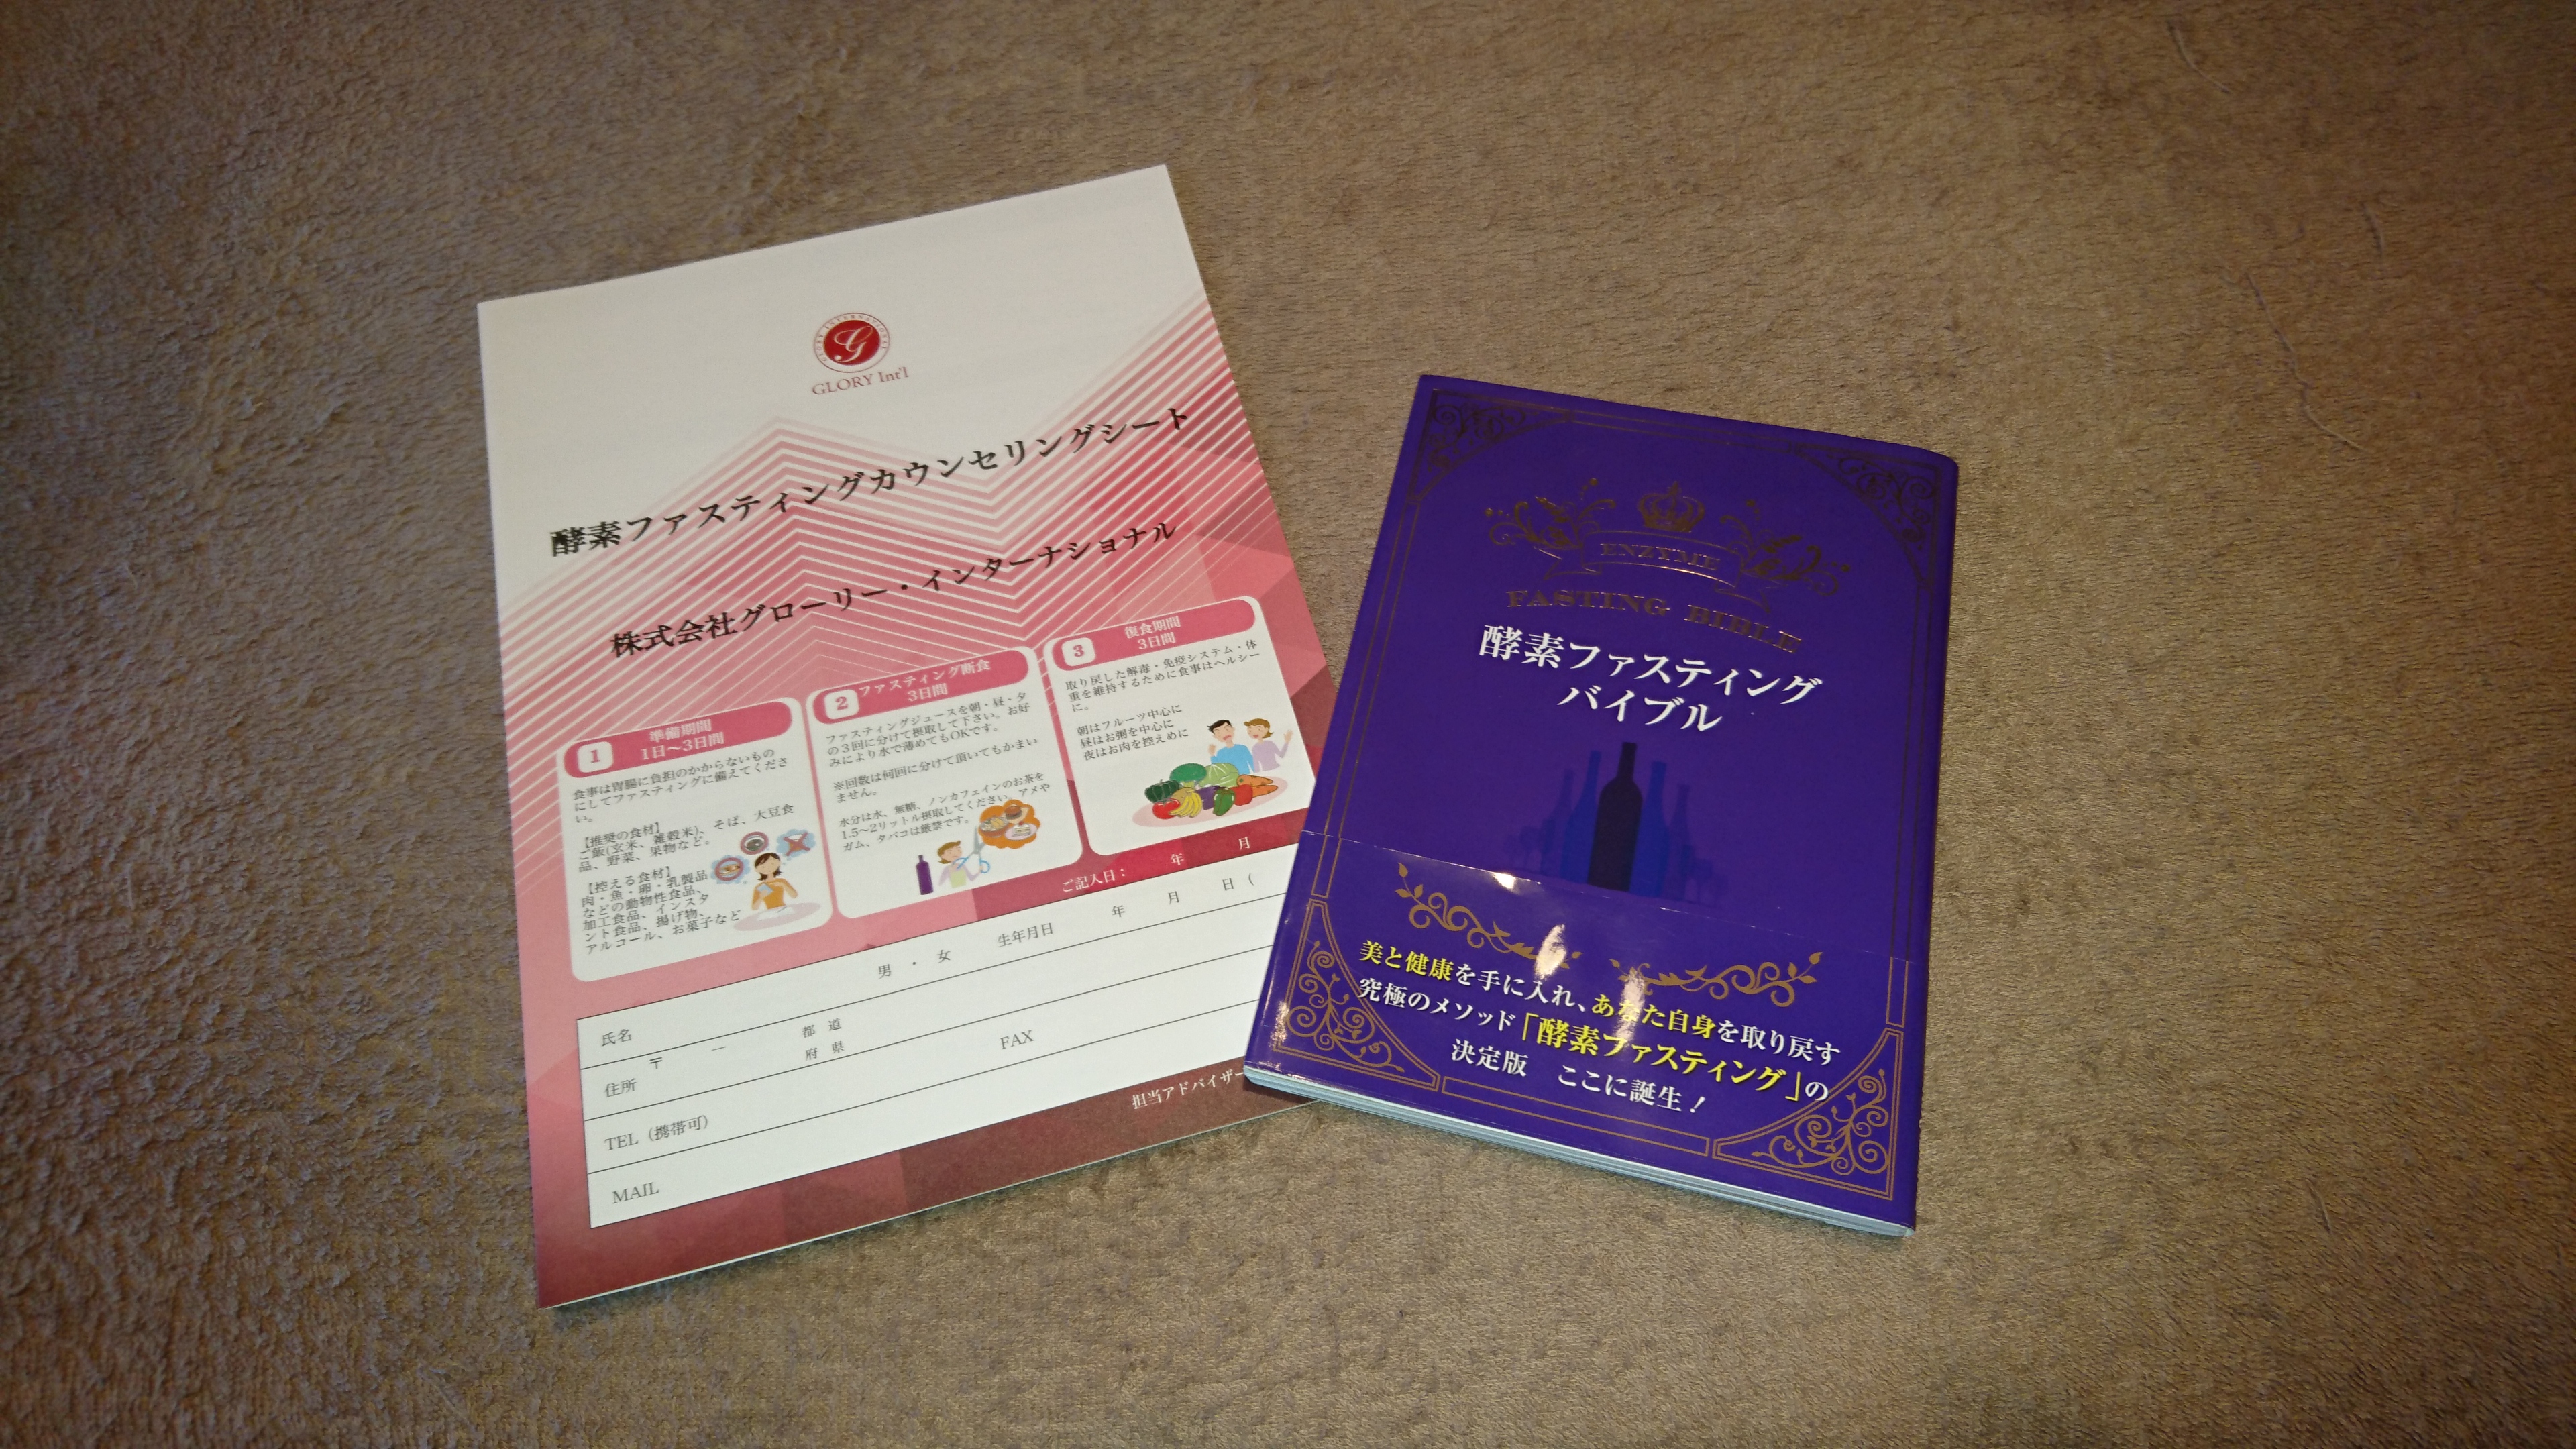 GLORY INTERNATIONAL
G
GLORY Int'l
酵素ファスティングカウンセリングシート
株式会社グローリー・インターナショナル
1
準備期間
1日〜3日間
食事は胃腸に負担のかからないもの
にしてファスティングに備えてくださ
い。
【推奨の食材】
ご飯(玄米、雑穀米)、そば、大豆食
品、野菜、果物など。
【控える食材】
肉・魚・卵・乳製品
などの動物性食品、
加工食品、インスタ
ント食品、揚げ物、
アルコール、お菓子など
2
ファスティング断食
3日間
ファスティングジュースを朝・昼・夕
の3回に分けて摂取して下さい。お好
みにより水で薄めてもOKです。
※回数は何回に分けて頂いてもかまい
ません。
水分は水、無糖、ノンカフェインのお茶を
1.5〜2リットル摂取してください。アメや
ガム、タバコは厳禁です。
3
復食期間
3日間
取り戻した解毒・免疫システム・体
重を維持するために食事はヘルシー
に。
朝はフルーツ中心に
昼はお粥を中心に
夜はお肉を控えめに
ご記入日： 年 月
氏名 男 ・ 女 生年月日 年 月 日 (
住所 〒 ― 都 道
府 県
TEL（携帯可） FAX
MAIL
担当アドバイザー
ENZYME
FASTING BIBLE
酵素ファスティング
バイブル
美と健康を手に入れ、あなた自身を取り戻す
究極のメソッド「酵素ファスティング」の
決定版 ここに誕生！